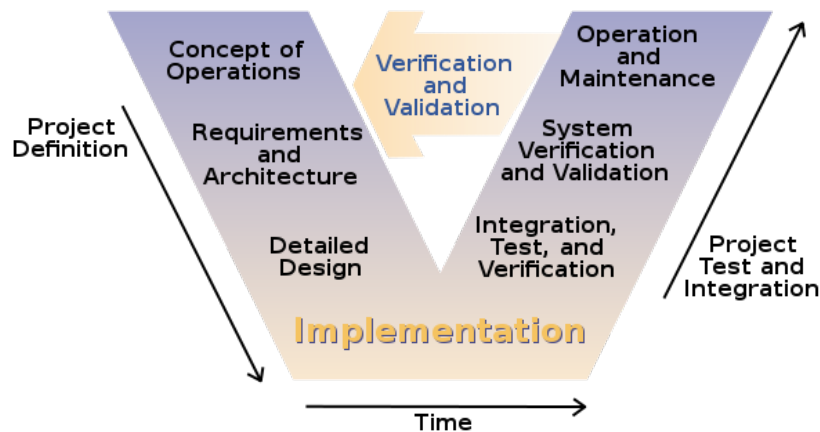 Concept of
Operations
Verification
and
Validation
Operation
and
Maintenance
Project
Definition
Requirements
and
Architecture
System
Verification
and Validation
Detailed
Design
Integration,
Test, and
Verification
Project
Test and
Integration
Implementation
Time